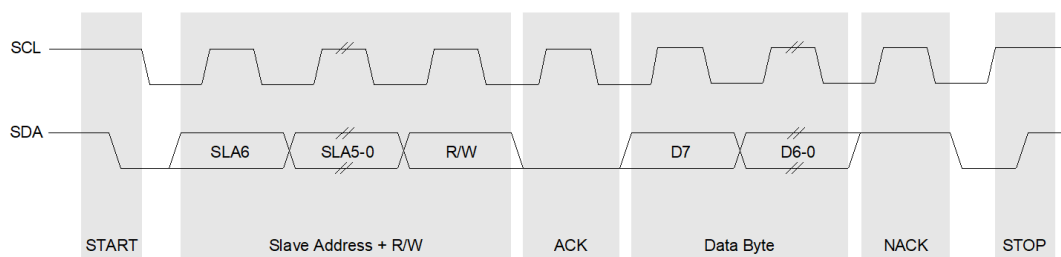 SCL
SDA
SLA6 SLA5-0 R/W D7 D6-0
START Slave Address + R/W ACK Data Byte NACK STOP